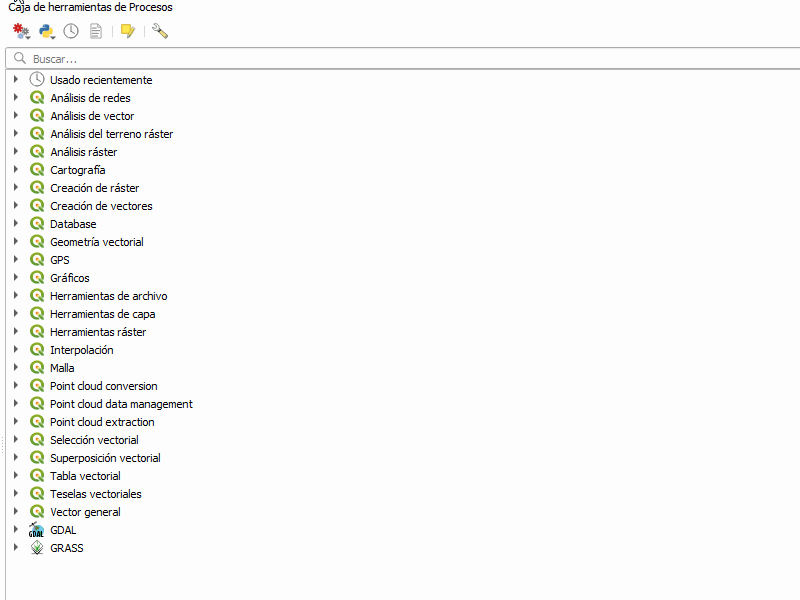 Caja de herramientas de Procesos
Buscar...
Usado recientemente
Análisis de redes
Análisis de vector
Análisis del terreno ráster
Análisis ráster
Cartografía
Creación de ráster
Creación de vectores
Database
Geometría vectorial
GPS
Gráficos
Herramientas de archivo
Herramientas de capa
Herramientas ráster
Interpolación
Malla
Point cloud conversion
Point cloud data management
Point cloud extraction
Selección vectorial
Superposición vectorial
Tabla vectorial
Teselas vectoriales
Vector general
GDAL GDAL
GRASS